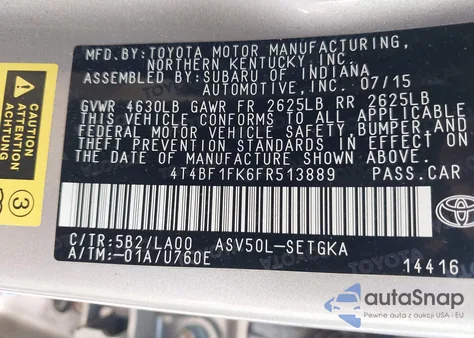 MFD. BY: TOYOTA MOTOR MANUFACTURING,
NORTHERN KENTUCKY,INC.
ASSEMBLED BY: SUBARU OF INDIANA
AUTOMOTIVE, INC. 07/15
GVWR 4630LB GAWR FR 2625LB RR 2625LB
THIS VEHICLE CONFORMS TO ALL APPLICABLE
FEDERAL MOTOR VEHICLE SAFETY,BUMPER,AND
THEFT PREVENTION STANDARDS IN EFFECT ON
THE DATE OF MANUFACTURE SHOWN ABOVE.
4T4BF1FK6FR513889 PASS.CAR
TOYOTA
C/TR:5B2/LA00 ASV50L-SETGKA
A/TM:-01A/U760E
14416
ATTENTION
ACHTUNG
3
autoSnap
Pewne auta z aukcji USA - EU